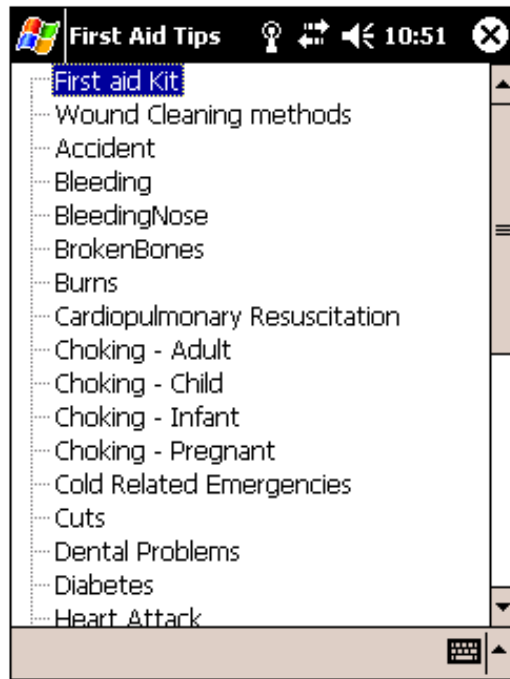 First Aid Tips 10:51
First aid Kit
Wound Cleaning methods
Accident
Bleeding
BleedingNose
BrokenBones
Burns
Cardiopulmonary Resuscitation
Choking - Adult
Choking - Child
Choking - Infant
Choking - Pregnant
Cold Related Emergencies
Cuts
Dental Problems
Diabetes
Heart Attack